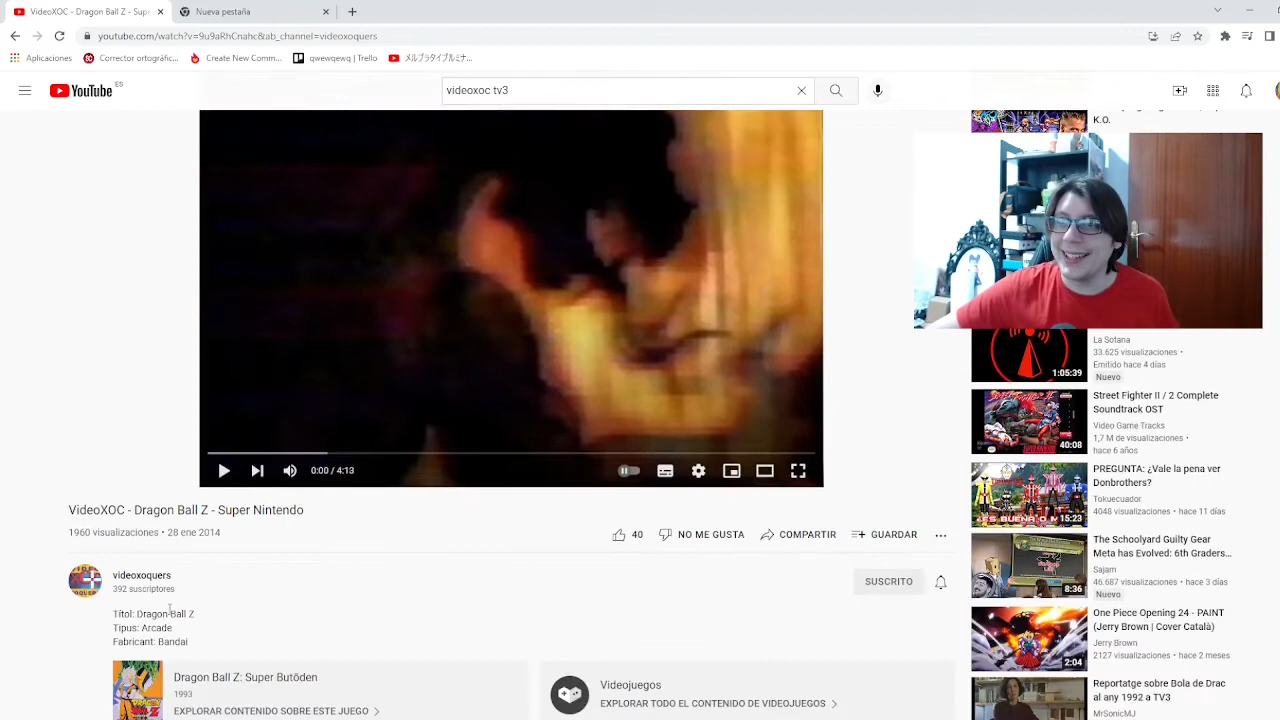 VideoXOC - Dragon Ball Z - Supe
Nueva pestaña
youtube.com/watch?v=9u9aRhCnahc&ab_channel=videoxoquers
Aplicaciones
Corrector ortográfic...
Create New Comm...
qwewqewq | Trello
メルブラタイプルミナ...
YouTube ES
videoxoc tv3
K.O.
0:00 / 4:13
VideoXOC - Dragon Ball Z - Super Nintendo
1960 visualizaciones • 28 ene 2014
40
NO ME GUSTA
COMPARTIR
GUARDAR
videoxoquers
392 suscriptores
SUSCRITO
Títol: Dragon Ball Z
Tipus: Arcade
Fabricant: Bandai
Dragon Ball Z: Super Butôden
1993
EXPLORAR CONTENIDO SOBRE ESTE JUEGO
Videojuegos
EXPLORAR TODO EL CONTENIDO DE VIDEOJUEGOS
La Sotana
33.625 visualizaciones •
Emitido hace 4 días
Nuevo
1:05:39
Street Fighter II / 2 Complete
Soundtrack OST
Video Game Tracks
1,7 M de visualizaciones •
hace 6 años
40:08
PREGUNTA: ¿Vale la pena ver
Donbrothers?
Tokuecuador
4048 visualizaciones • hace 11 días
15:23
The Schoolyard Guilty Gear
Meta has Evolved: 6th Graders...
Sajam
46.687 visualizaciones • hace 3 días
Nuevo
8:36
One Piece Opening 24 - PAINT
(Jerry Brown | Cover Català)
Jerry Brown
2127 visualizaciones • hace 2 meses
2:04
Reportatge sobre Bola de Drac
al any 1992 a TV3
MrSonicMJ